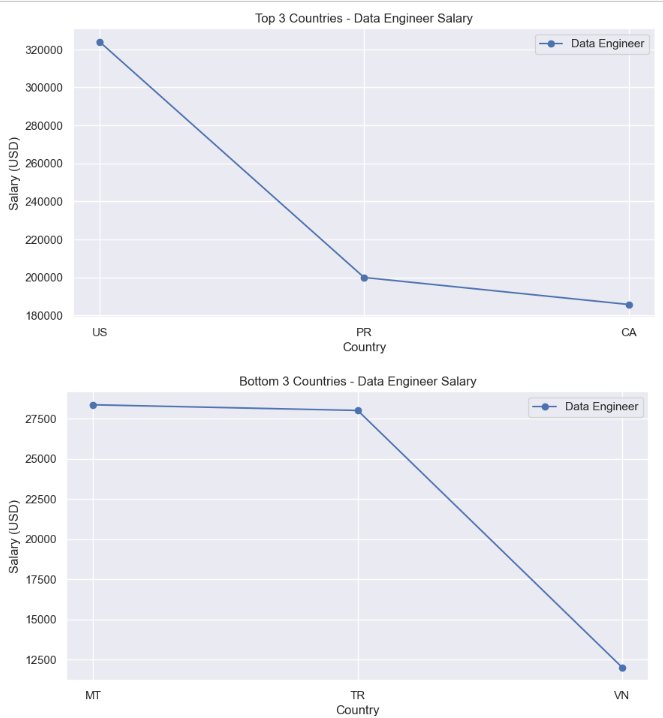 Top 3 Countries - Data Engineer Salary
Data Engineer
320000
300000
280000
260000
240000
220000
200000
180000
Salary (USD)
US PR CA
Country
Bottom 3 Countries - Data Engineer Salary
Data Engineer
27500
25000
22500
20000
17500
15000
12500
Salary (USD)
MT TR VN
Country